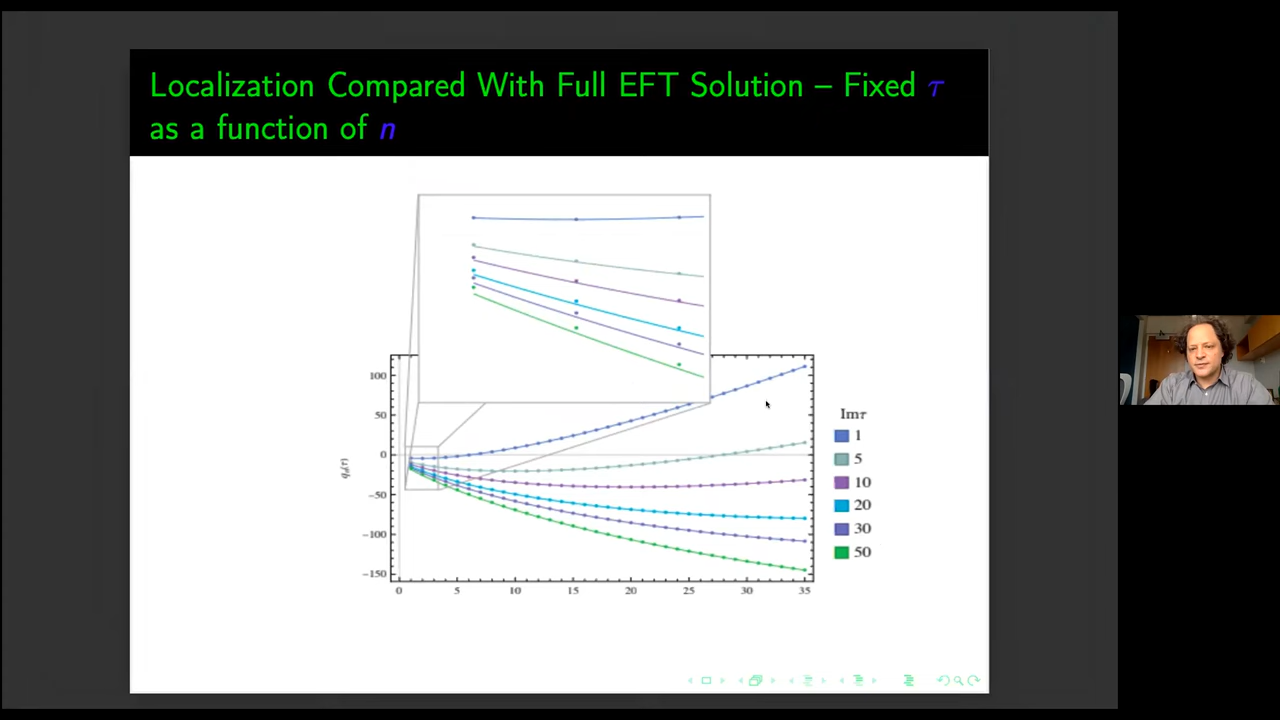 Localization Compared With Full EFT Solution – Fixed τ
as a function of n
100
50
0
−50
−100
−150
qₙ(τ)
0 5 10 15 20 25 30 35
Imτ
1
5
10
20
30
50